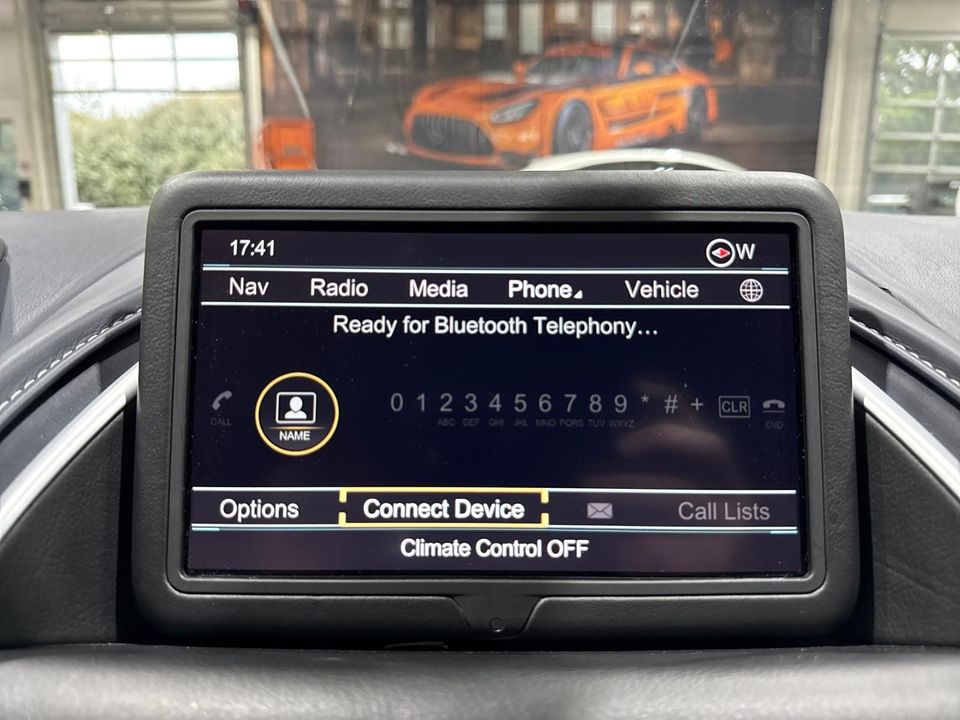 17:41 W
Nav Radio Media Phone Vehicle
Ready for Bluetooth Telephony...
0 1 2 3 4 5 6 7 8 9 * # + CLR
CALL NAME ABC DEF GHI JKL MNO PQRS TUV WXYZ END
Options Connect Device Call Lists
Climate Control OFF